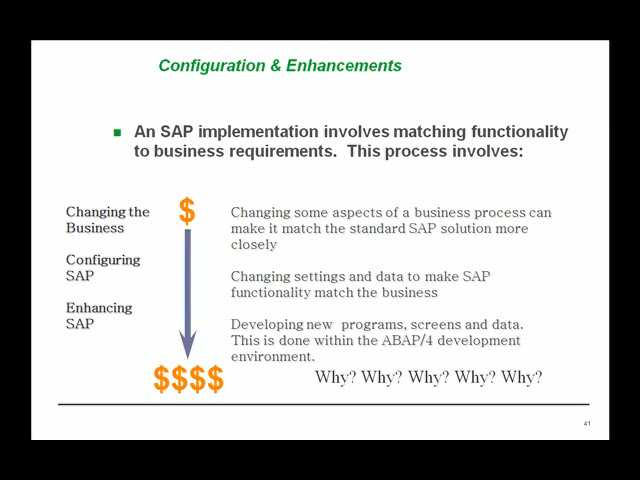 Configuration & Enhancements
An SAP implementation involves matching functionality
to business requirements. This process involves:
Changing the
Business
$
Changing some aspects of a business process can
make it match the standard SAP solution more
closely
Configuring
SAP
Changing settings and data to make SAP
functionality match the business
Enhancing
SAP
Developing new programs, screens and data.
This is done within the ABAP/4 development
environment.
$$$$
Why? Why? Why? Why? Why?
41